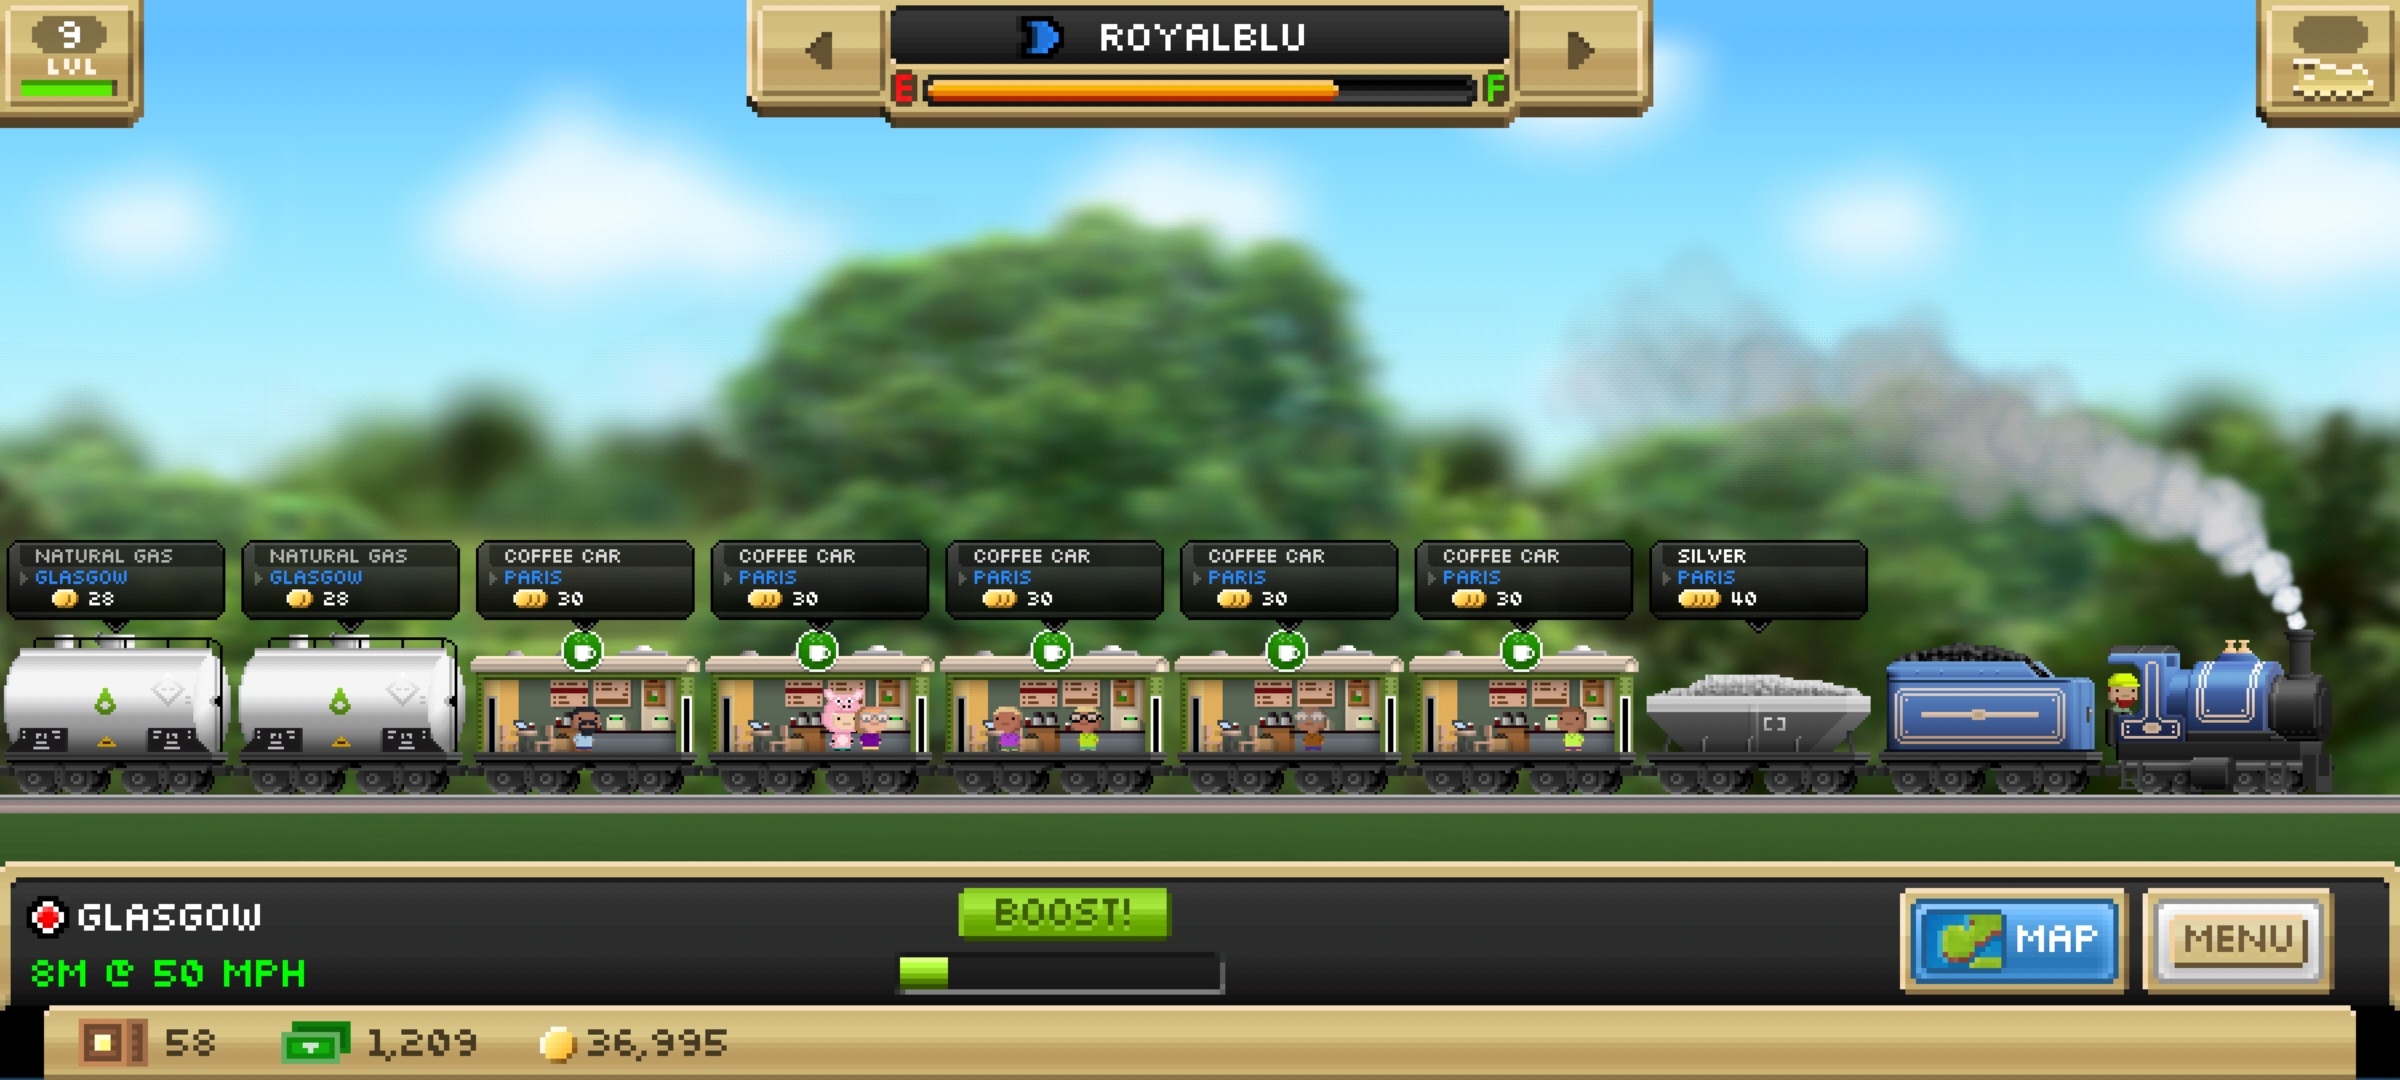 9
LVL
ROYALBLU
E
F
NATURAL GAS
GLASGOW
28
NATURAL GAS
GLASGOW
28
COFFEE CAR
PARIS
30
COFFEE CAR
PARIS
30
COFFEE CAR
PARIS
30
COFFEE CAR
PARIS
30
COFFEE CAR
PARIS
30
SILVER
PARIS
40
GLASGOW
8M @ 50 MPH
BOOST!
MAP
MENU
58
1,209
36,995